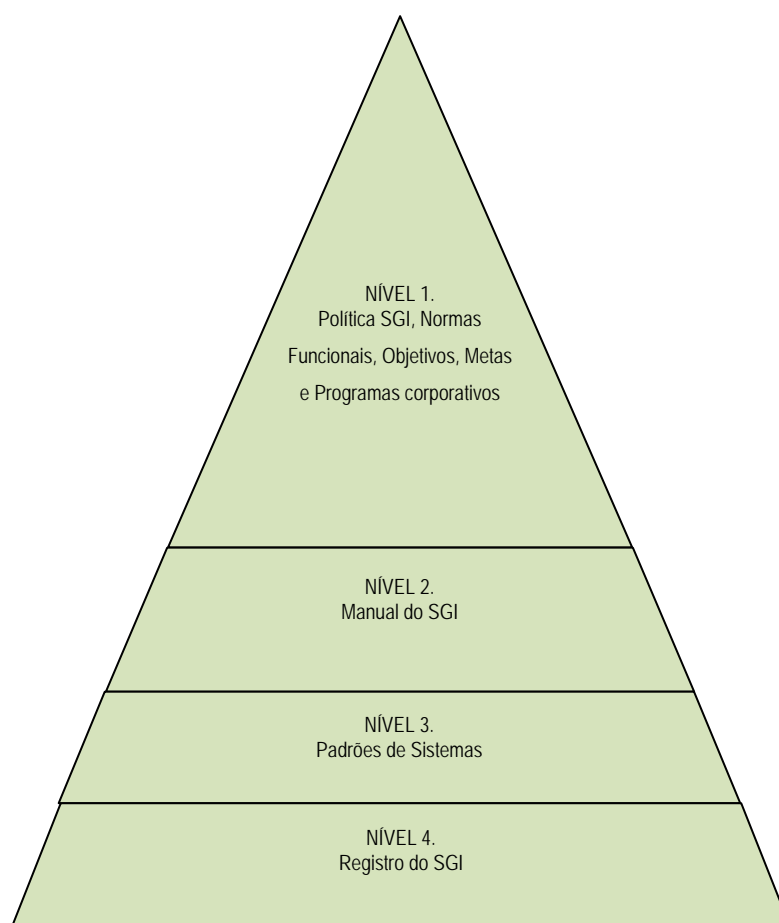 NÍVEL 1.
Política SGI, Normas
Funcionais, Objetivos, Metas
e Programas corporativos
NÍVEL 2.
Manual do SGI
NÍVEL 3.
Padrões de Sistemas
NÍVEL 4.
Registro do SGI